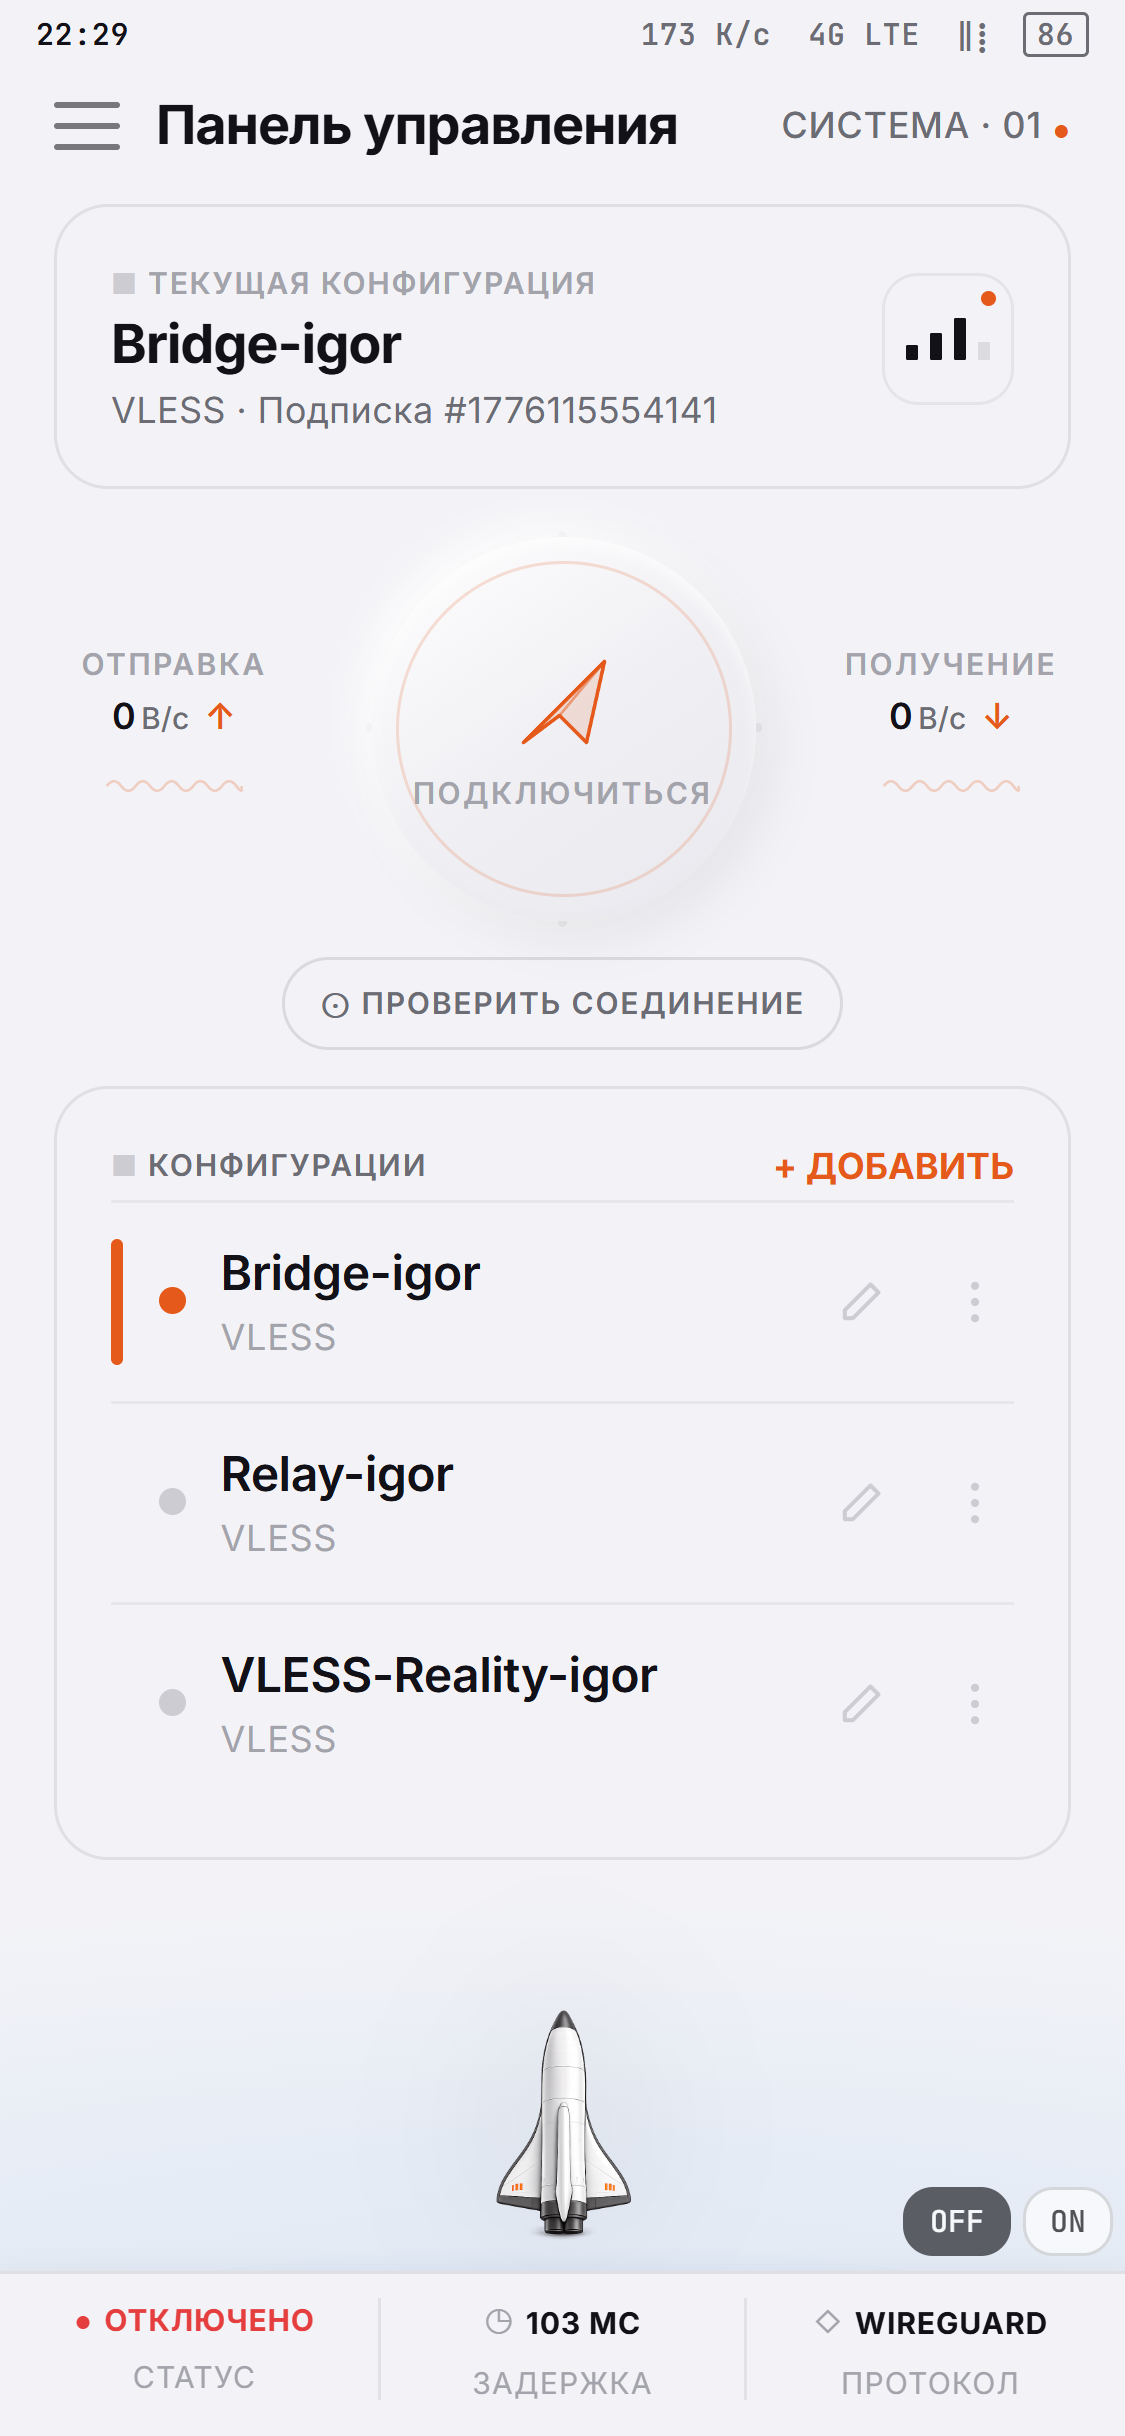 22:29 173 K/c 4G LTE 86
Панель управления СИСТЕМА · 01
ТЕКУЩАЯ КОНФИГУРАЦИЯ
Bridge-igor
VLESS · Подписка #1776115554141
ОТПРАВКА
0 B/c ↑
ПОЛУЧЕНИЕ
0 B/c ↓
ПОДКЛЮЧИТЬСЯ
ПРОВЕРИТЬ СОЕДИНЕНИЕ
КОНФИГУРАЦИИ + ДОБАВИТЬ
Bridge-igor
VLESS
Relay-igor
VLESS
VLESS-Reality-igor
VLESS
OFF ON
ОТКЛЮЧЕНО
СТАТУС
103 МС
ЗАДЕРЖКА
WIREGUARD
ПРОТОКОЛ